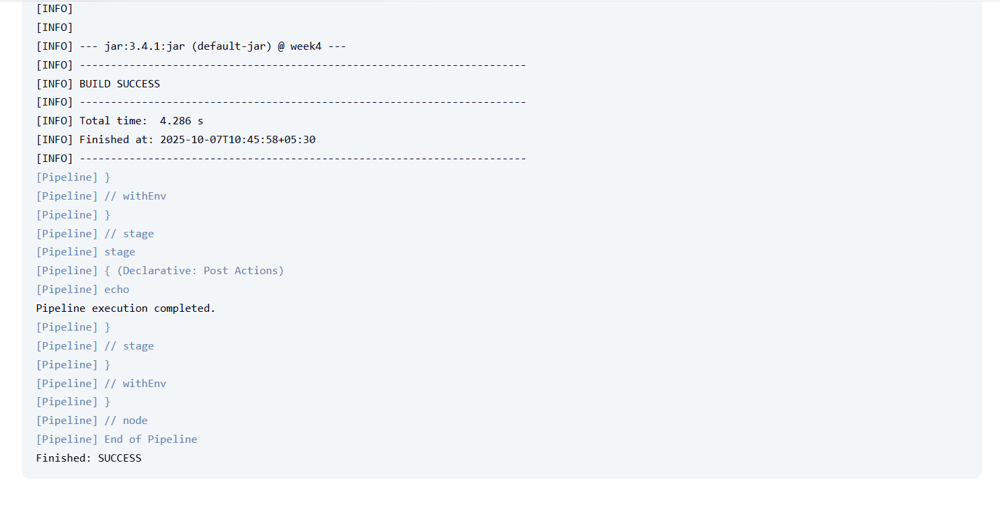 [INFO]
[INFO]
[INFO] --- jar:3.4.1:jar (default-jar) @ week4 ---
[INFO] ------------------------------------------------------------------------
[INFO] BUILD SUCCESS
[INFO] ------------------------------------------------------------------------
[INFO] Total time:  4.286 s
[INFO] Finished at: 2025-10-07T10:45:58+05:30
[INFO] ------------------------------------------------------------------------
[Pipeline] }
[Pipeline] // withEnv
[Pipeline] }
[Pipeline] // stage
[Pipeline] stage
[Pipeline] { (Declarative: Post Actions)
[Pipeline] echo
Pipeline execution completed.
[Pipeline] }
[Pipeline] // stage
[Pipeline] }
[Pipeline] // withEnv
[Pipeline] }
[Pipeline] // node
[Pipeline] End of Pipeline
Finished: SUCCESS